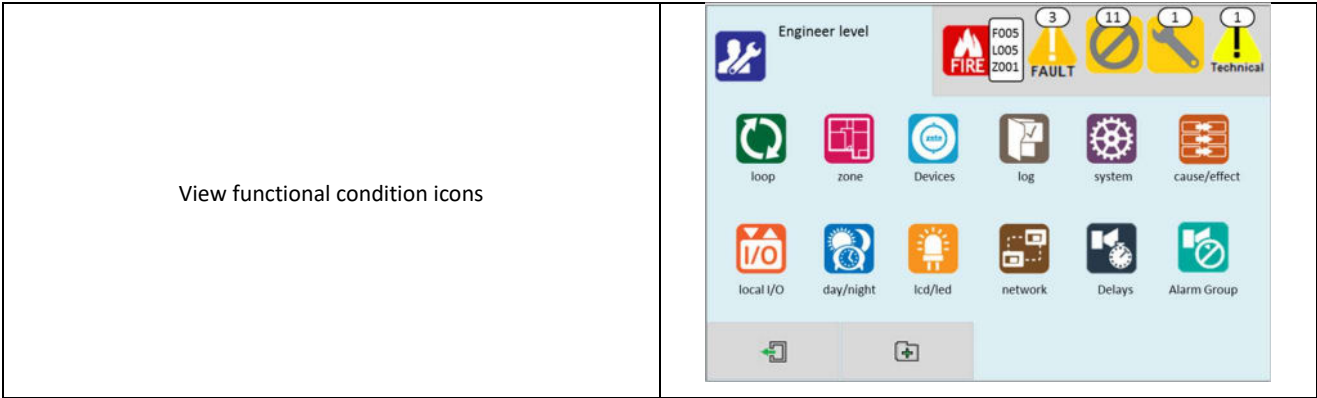 View functional condition icons
Engineer level
3
11
1
1
FIRE
F005
L005
Z001
FAULT
Technical
loop
zone
Devices
log
system
cause/effect
I/O
local I/O
day/night
lcd/led
network
Delays
Alarm Group